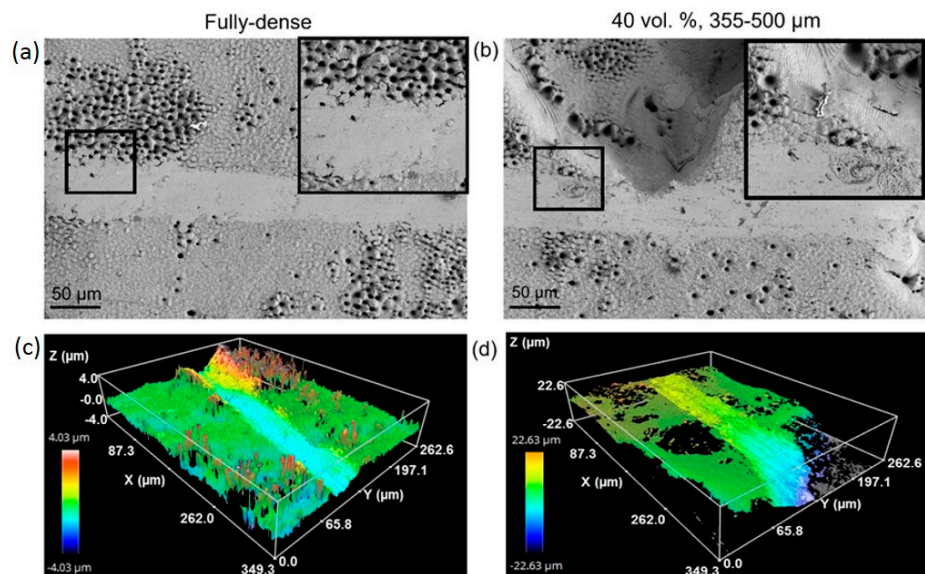 Fully-dense
40 vol. %, 355-500 µm
(a)
50 µm
(b)
50 µm
(c)
Z (µm)
4.0
-0.0
-4.0
4.03 µm
-4.03 µm
87.3
X (µm)
262.0
349.3
0.0
65.8
Y (µm)
197.1
262.6
(d)
Z (µm)
22.6
-22.6
22.63 µm
-22.63 µm
87.3
X (µm)
262.0
349.3
0.0
65.8
Y (µm)
197.1
262.6